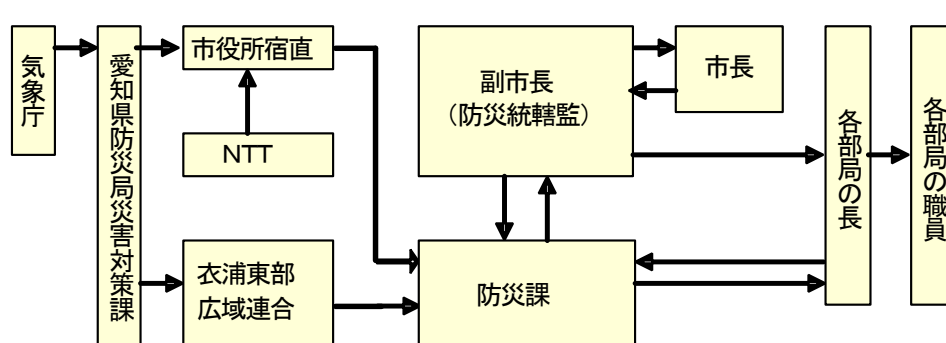 気象庁
愛知県防災局災害対策課
市役所宿直
NTT
衣浦東部
広域連合
副市長
（防災統轄監）
市長
防災課
各部局の長
各部局の職員